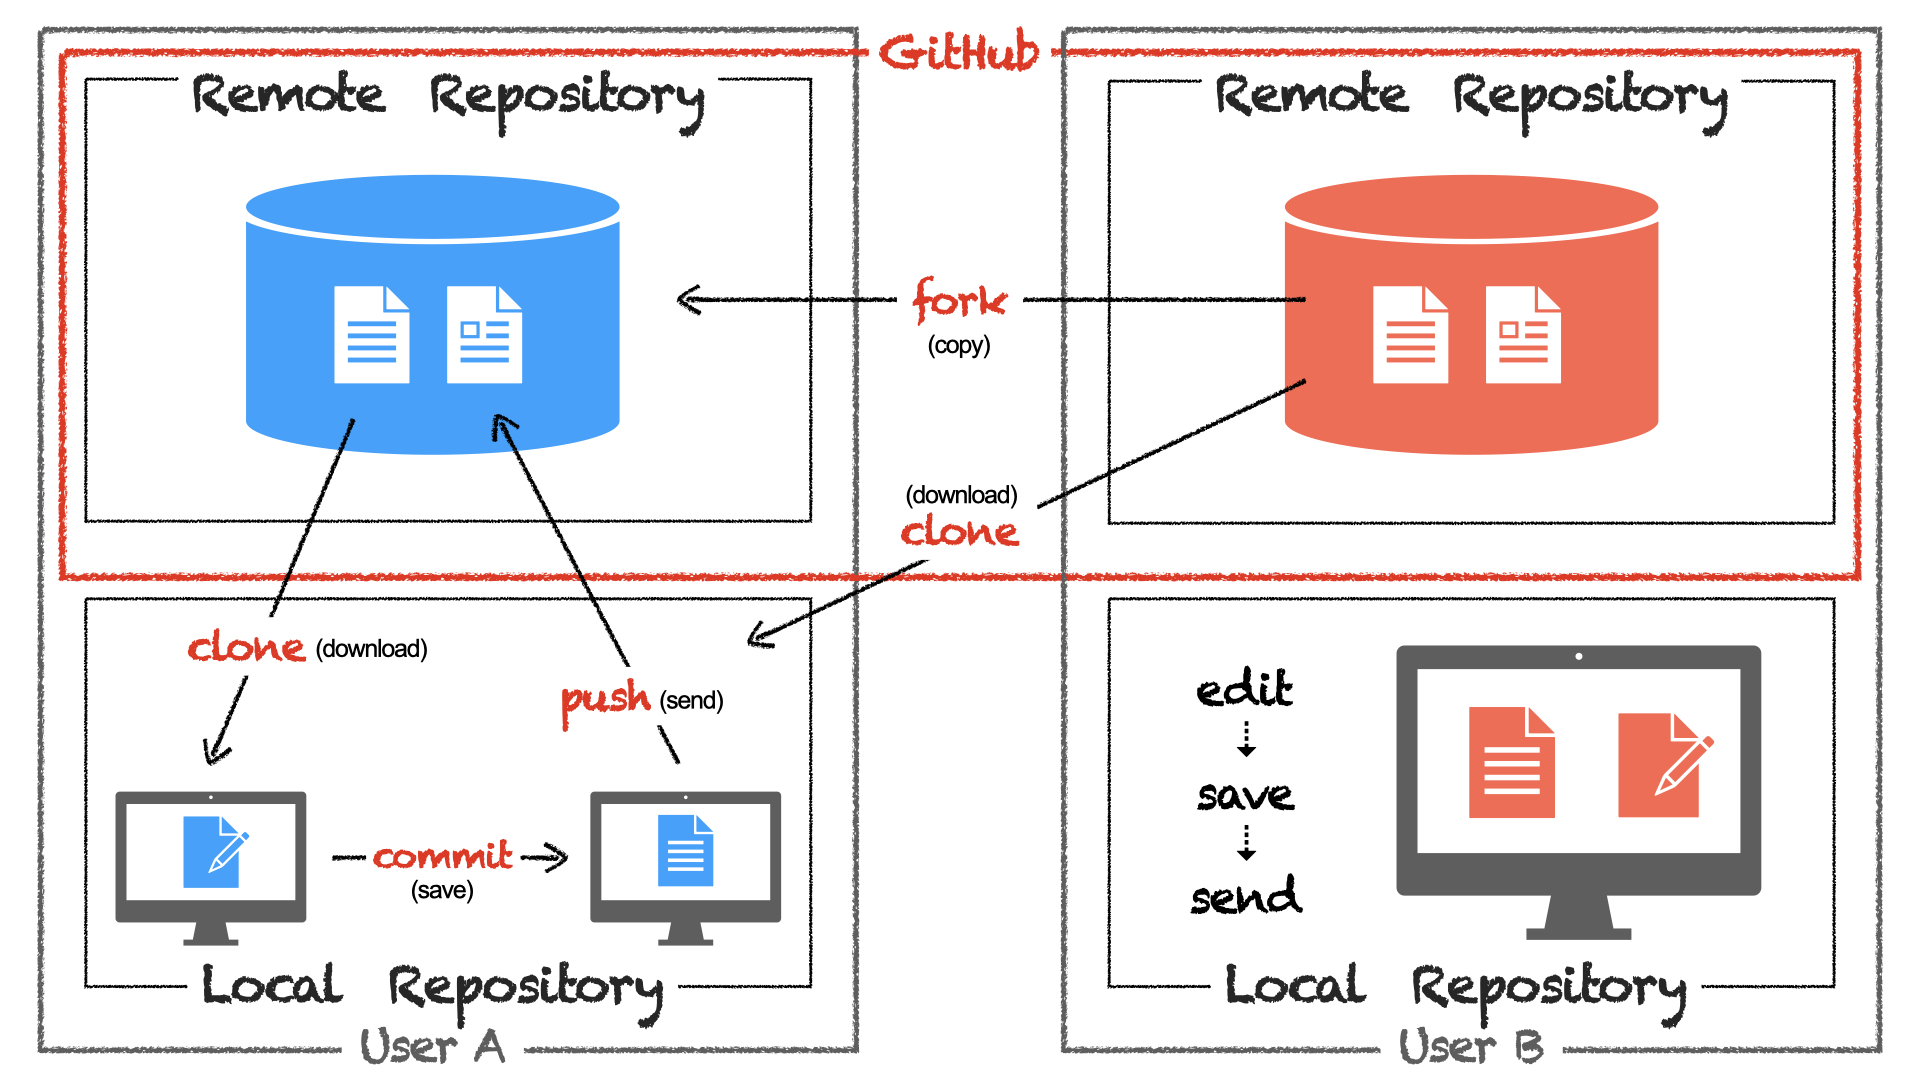 GitHub
Remote Repository
Remote Repository
fork
(copy)
(download)
clone
clone (download)
push (send)
commit
(save)
Local Repository
User A
edit
save
send
Local Repository
User B